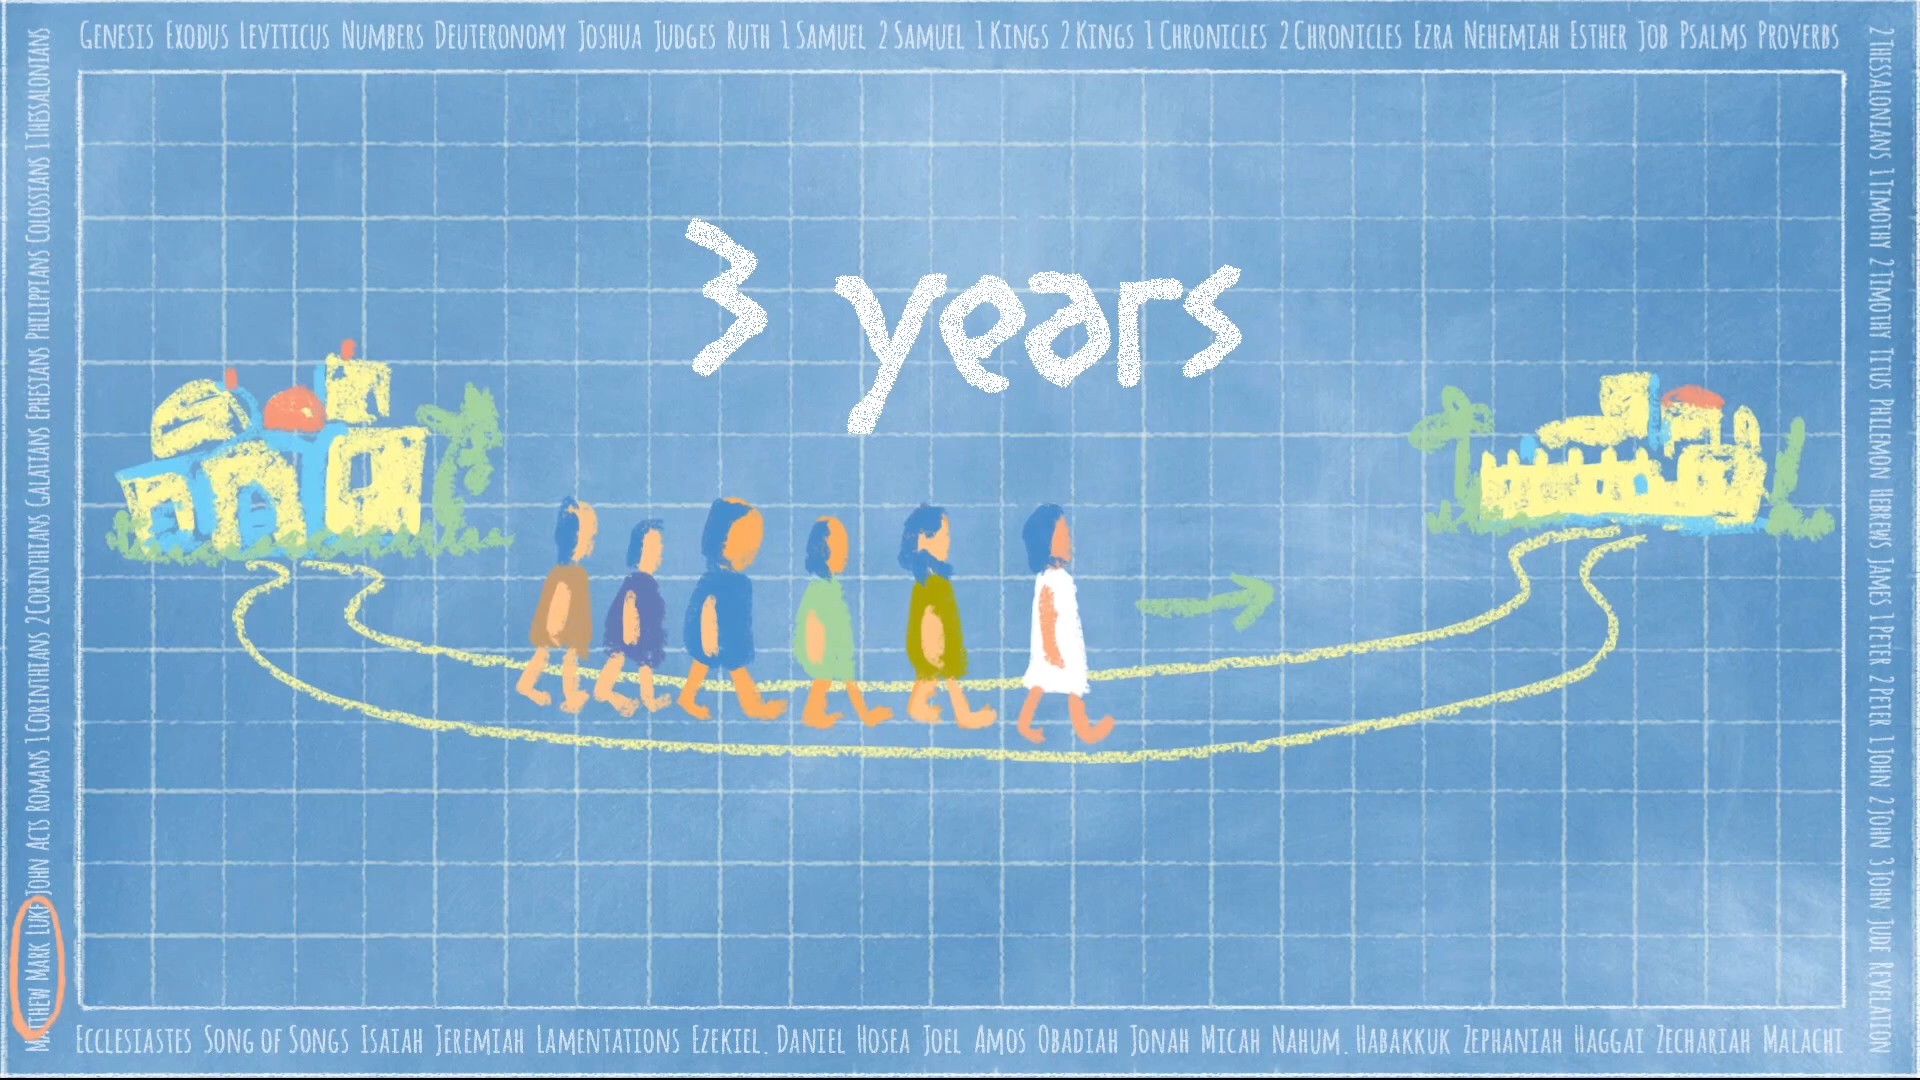 Genesis Exodus Leviticus Numbers Deuteronomy Joshua Judges Ruth 1 Samuel 2 Samuel 1 Kings 2 Kings 1 Chronicles 2 Chronicles Ezra Nehemiah Esther Job Psalms Proverbs
3 years
Ecclesiastes Song of Songs Isaiah Jeremiah Lamentations Ezekiel. Daniel Hosea Joel Amos Obadiah Jonah Micah Nahum. Habakkuk Zephaniah Haggai Zechariah Malachi
Matthew Mark Luke John Acts Romans 1 Corinthians 2 Corinthians Galatians Ephesians Philippians Colossians 1 Thessalonians
2 Thessalonians 1 Timothy 2 Timothy Titus Philemon Hebrews James 1 Peter 2 Peter 1 John 2 John 3 John Jude Revelation